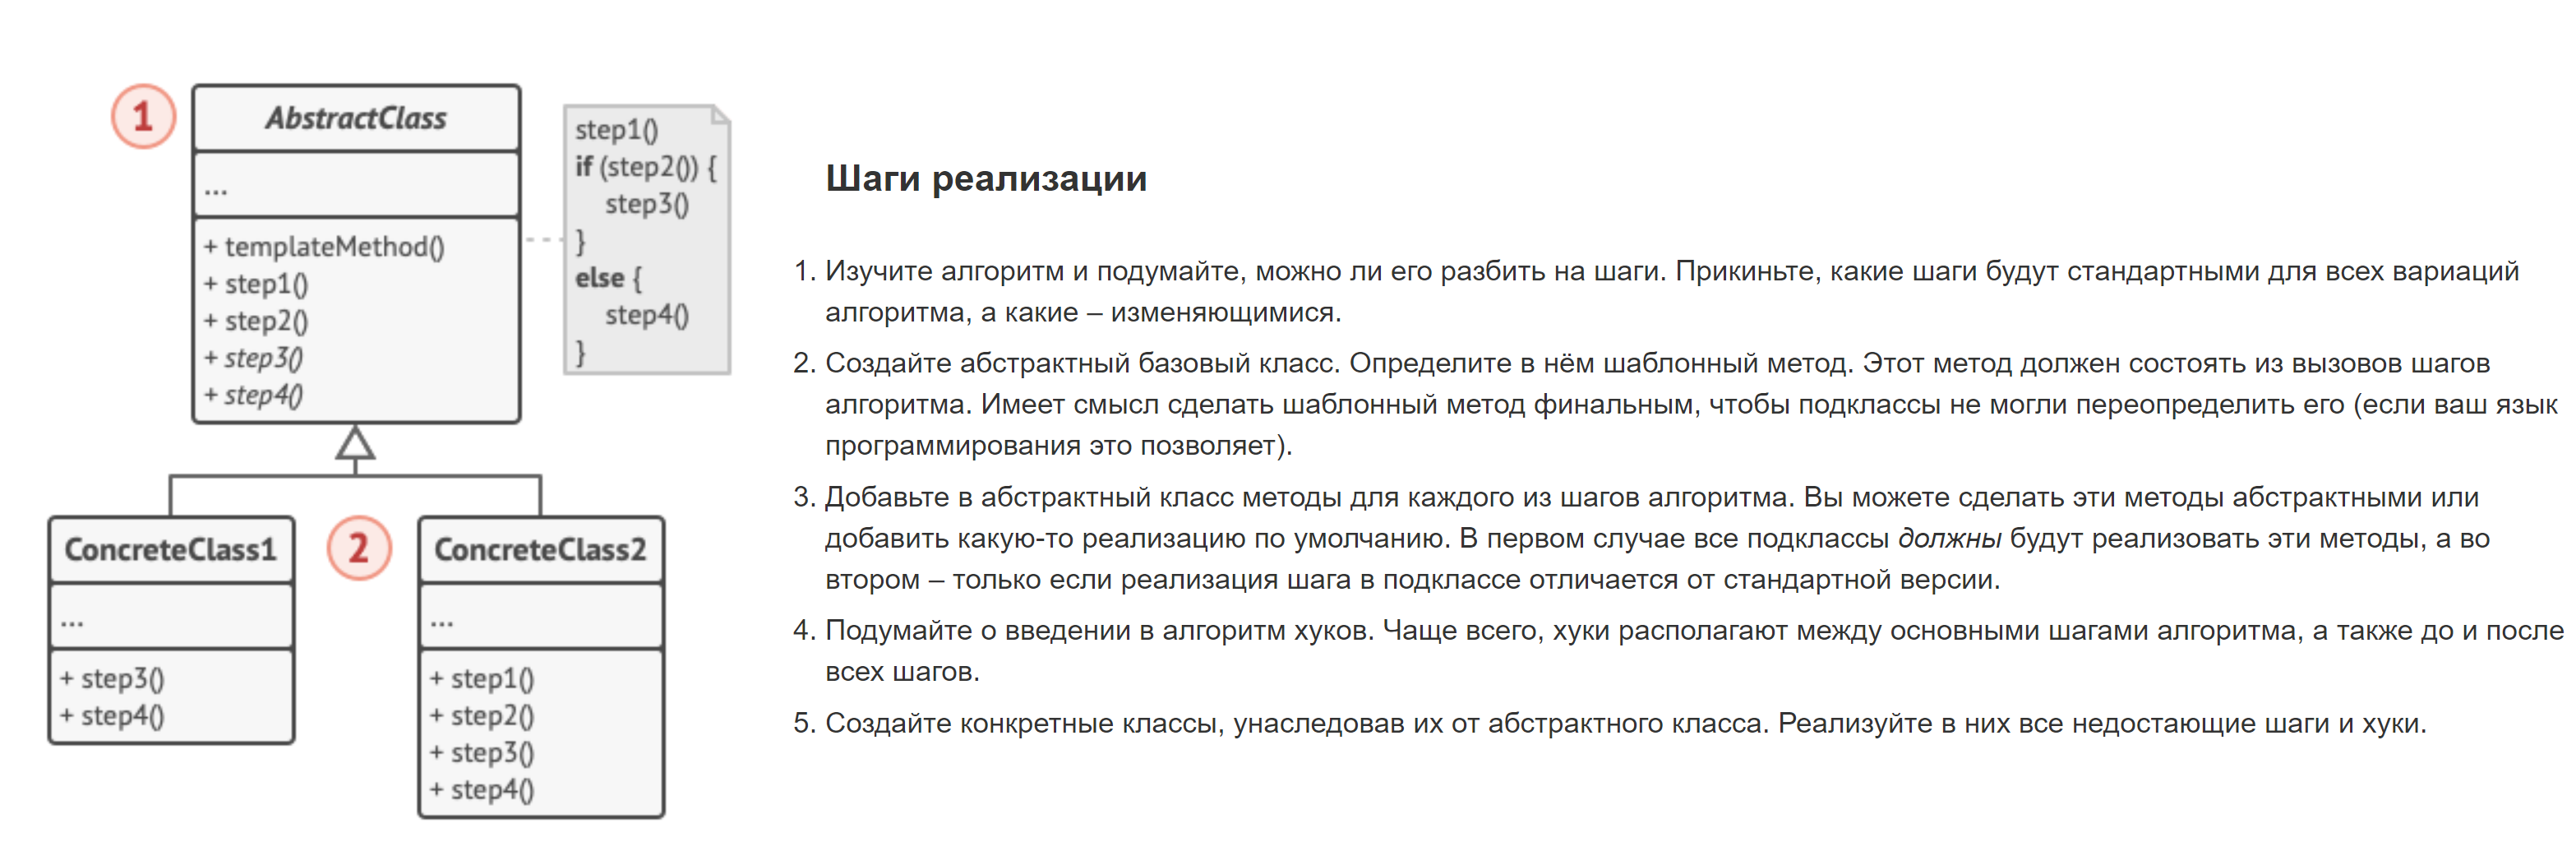 1
AbstractClass
...
+ templateMethod()
+ step1()
+ step2()
+ step3()
+ step4()
step1()
if (step2()) {
step3()
}
else {
step4()
}
ConcreteClass1
...
+ step3()
+ step4()
2
ConcreteClass2
...
+ step1()
+ step2()
+ step3()
+ step4()
Шаги реализации
1. Изучите алгоритм и подумайте, можно ли его разбить на шаги. Прикиньте, какие шаги будут стандартными для всех вариаций
алгоритма, а какие – изменяющимися.
2. Создайте абстрактный базовый класс. Определите в нём шаблонный метод. Этот метод должен состоять из вызовов шагов
алгоритма. Имеет смысл сделать шаблонный метод финальным, чтобы подклассы не могли переопределить его (если ваш язык
программирования это позволяет).
3. Добавьте в абстрактный класс методы для каждого из шагов алгоритма. Вы можете сделать эти методы абстрактными или
добавить какую-то реализацию по умолчанию. В первом случае все подклассы должны будут реализовать эти методы, а во
втором – только если реализация шага в подклассе отличается от стандартной версии.
4. Подумайте о введении в алгоритм хуков. Чаще всего, хуки располагают между основными шагами алгоритма, а также до и после
всех шагов.
5. Создайте конкретные классы, унаследовав их от абстрактного класса. Реализуйте в них все недостающие шаги и хуки.